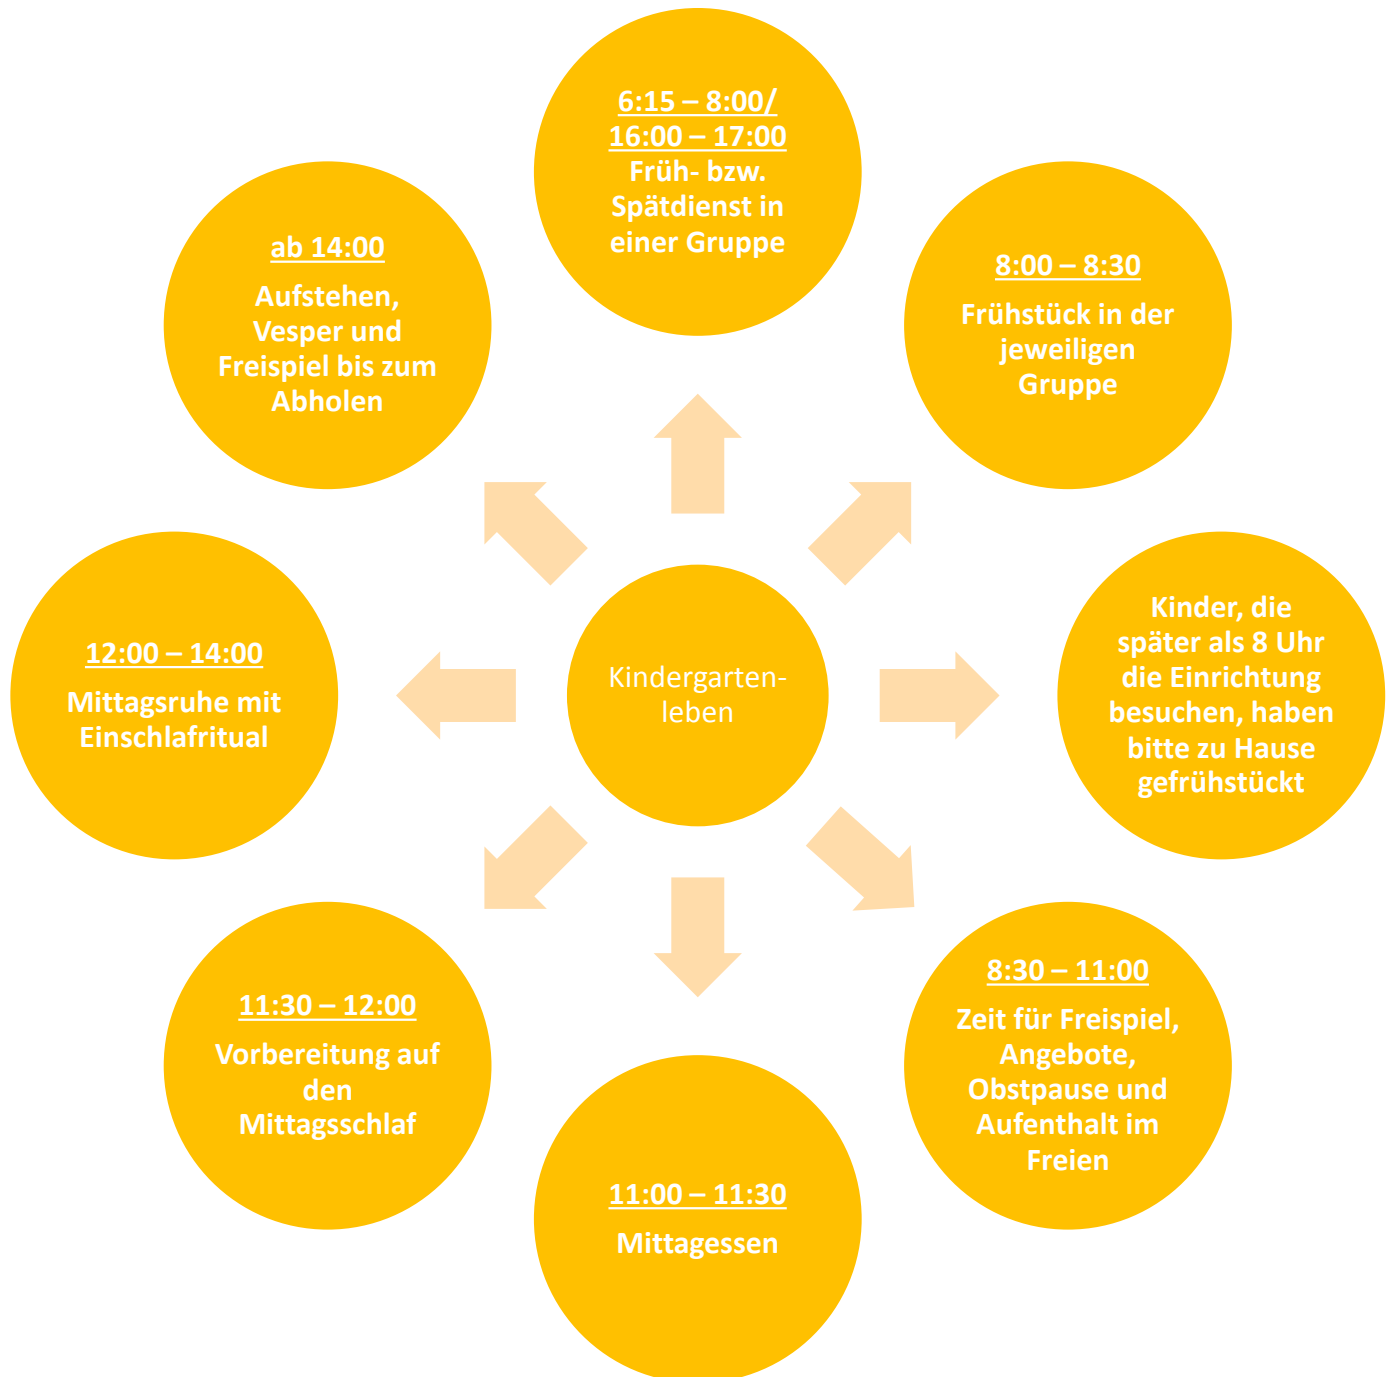 6:15 – 8:00/
16:00 – 17:00
Früh- bzw.
Spätdienst in
einer Gruppe
8:00 – 8:30
Frühstück in der
jeweiligen
Gruppe
Kinder, die
später als 8 Uhr
die Einrichtung
besuchen, haben
bitte zu Hause
gefrühstückt
8:30 – 11:00
Zeit für Freispiel,
Angebote,
Obstpause und
Aufenthalt im
Freien
11:00 – 11:30
Mittagessen
11:30 – 12:00
Vorbereitung auf
den
Mittagsschlaf
12:00 – 14:00
Mittagsruhe mit
Einschlafritual
ab 14:00
Aufstehen,
Vesper und
Freispiel bis zum
Abholen
Kindergarten-
leben